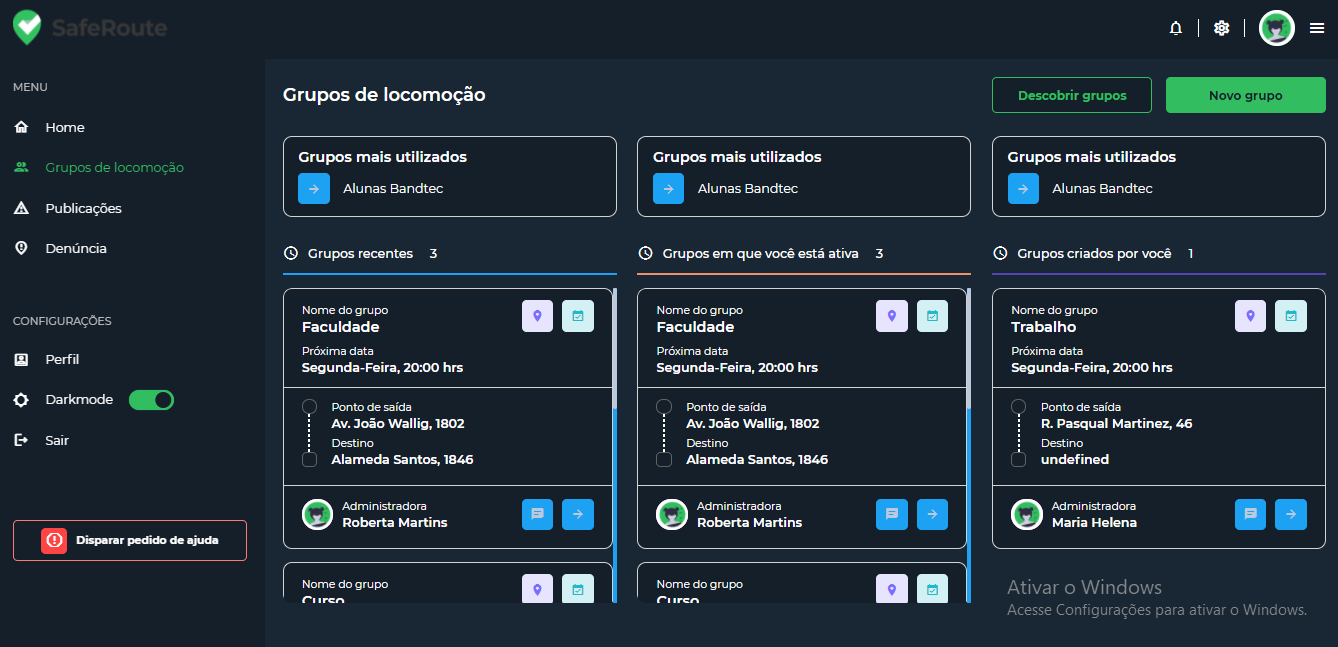 SafeRoute
MENU
Home
Grupos de locomoção
Publicações
Denúncia
CONFIGURAÇÕES
Perfil
Darkmode
Sair
Disparar pedido de ajuda
Grupos de locomoção
Descobrir grupos
Novo grupo
Grupos mais utilizados
Alunas Bandtec
Grupos mais utilizados
Alunas Bandtec
Grupos mais utilizados
Alunas Bandtec
Grupos recentes 3
Nome do grupo
Faculdade
Próxima data
Segunda-Feira, 20:00 hrs
Ponto de saída
Av. João Wallig, 1802
Destino
Alameda Santos, 1846
Administradora
Roberta Martins
Nome do grupo
Curso
Grupos em que você está ativa 3
Nome do grupo
Faculdade
Próxima data
Segunda-Feira, 20:00 hrs
Ponto de saída
Av. João Wallig, 1802
Destino
Alameda Santos, 1846
Administradora
Roberta Martins
Nome do grupo
Curso
Grupos criados por você 1
Nome do grupo
Trabalho
Próxima data
Segunda-Feira, 20:00 hrs
Ponto de saída
R. Pasqual Martinez, 46
Destino
undefined
Administradora
Maria Helena
Ativar o Windows
Acesse Configurações para ativar o Windows.